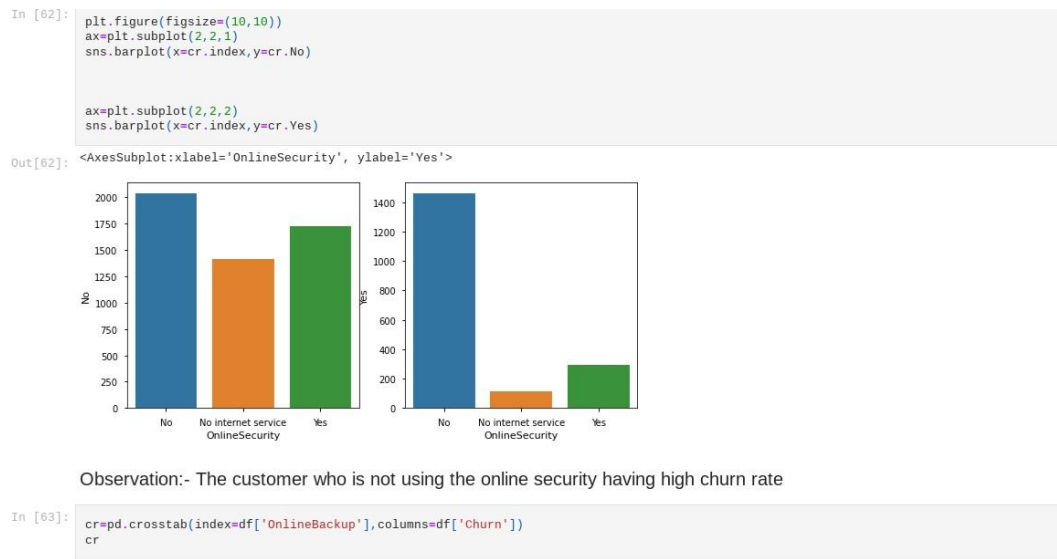 In [62]:
plt.figure(figsize=(10,10))
ax=plt.subplot(2,2,1)
sns.barplot(x=cr.index,y=cr.No)
ax=plt.subplot(2,2,2)
sns.barplot(x=cr.index,y=cr.Yes)
Out[62]: <AxesSubplot:xlabel='OnlineSecurity', ylabel='Yes'>
2000
1750
1500
1250
1000
750
500
250
0
No
No No internet service Yes
OnlineSecurity
1400
1200
1000
800
600
400
200
0
Yes
No No internet service Yes
OnlineSecurity
Observation:- The customer who is not using the online security having high churn rate
In [63]:
cr=pd.crosstab(index=df['OnlineBackup'],columns=df['Churn'])
cr